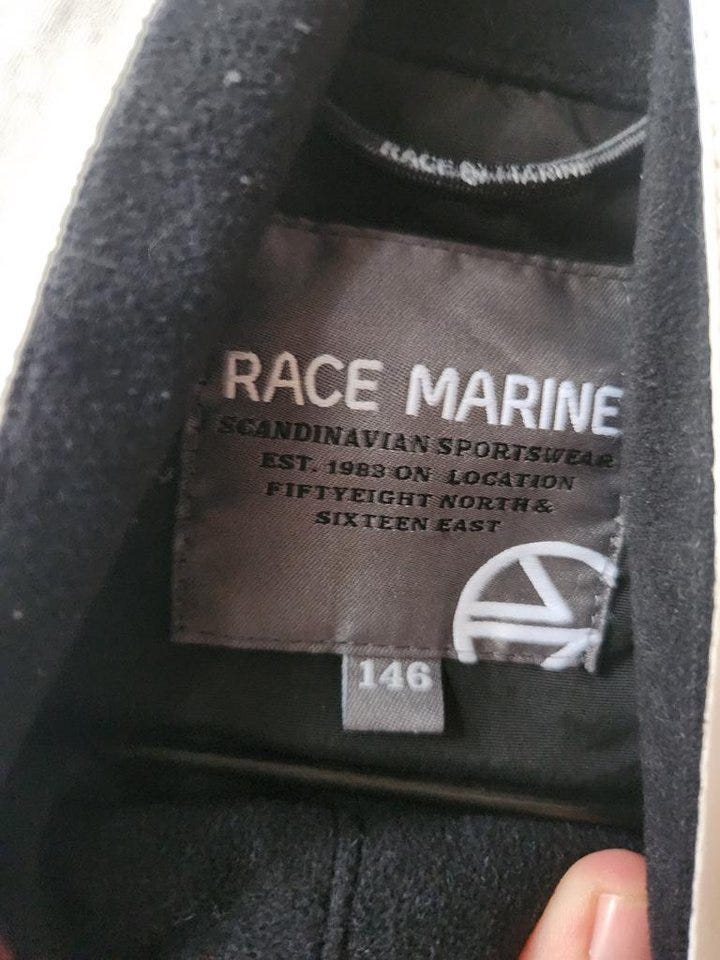 RACE MARINE
RACE MARINE
SCANDINAVIAN SPORTSWEAR
EST. 1983 ON LOCATION
FIFTYEIGHT NORTH &
SIXTEEN EAST
146